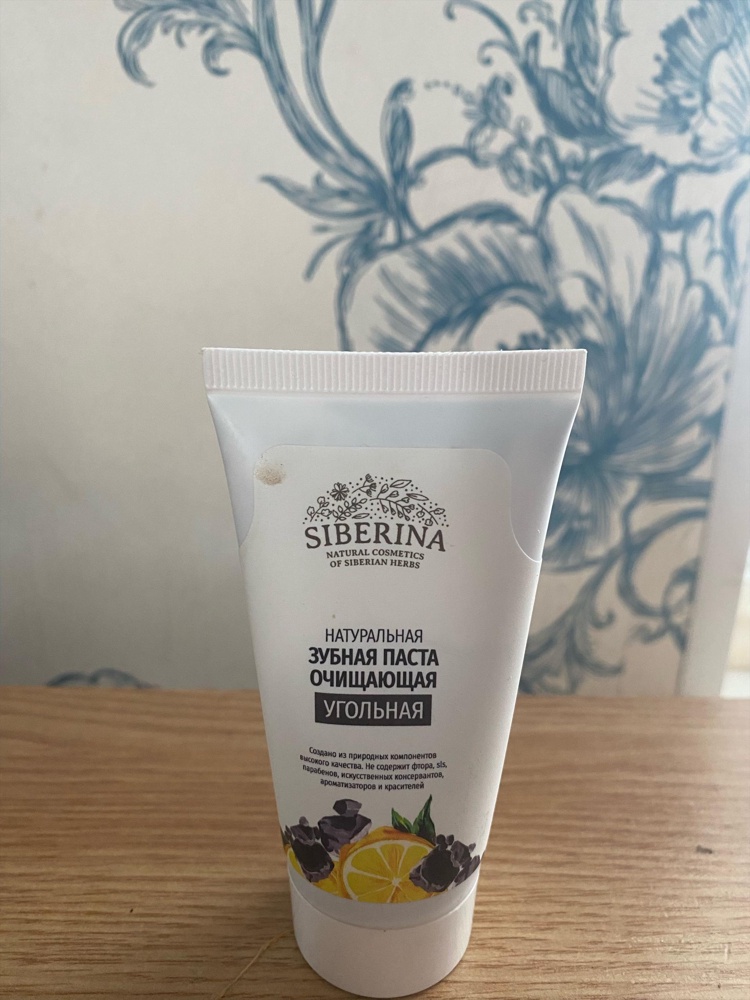 SIBERINA
NATURAL COSMETICS
OF SIBERIAN HERBS
НАТУРАЛЬНАЯ
ЗУБНАЯ ПАСТА
ОЧИЩАЮЩАЯ
УГОЛЬНАЯ
Создано из природных компонентов
высокого качества. Не содержит фтора, sls,
парабенов, искусственных консервантов,
ароматизаторов и красителей